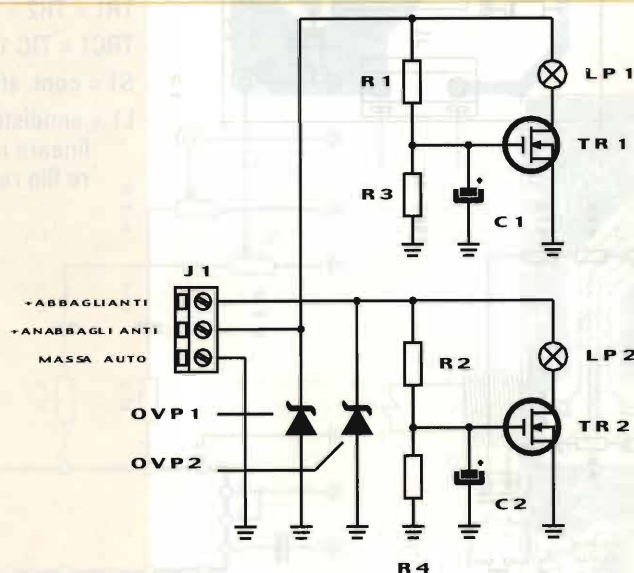 R1
LP1
TR1
R3
C1
J1
+ABBAGLIANTI
+ANABBAGLIANTI
MASSA AUTO
R2
LP2
OVP1
OVP2
TR2
C2
R4